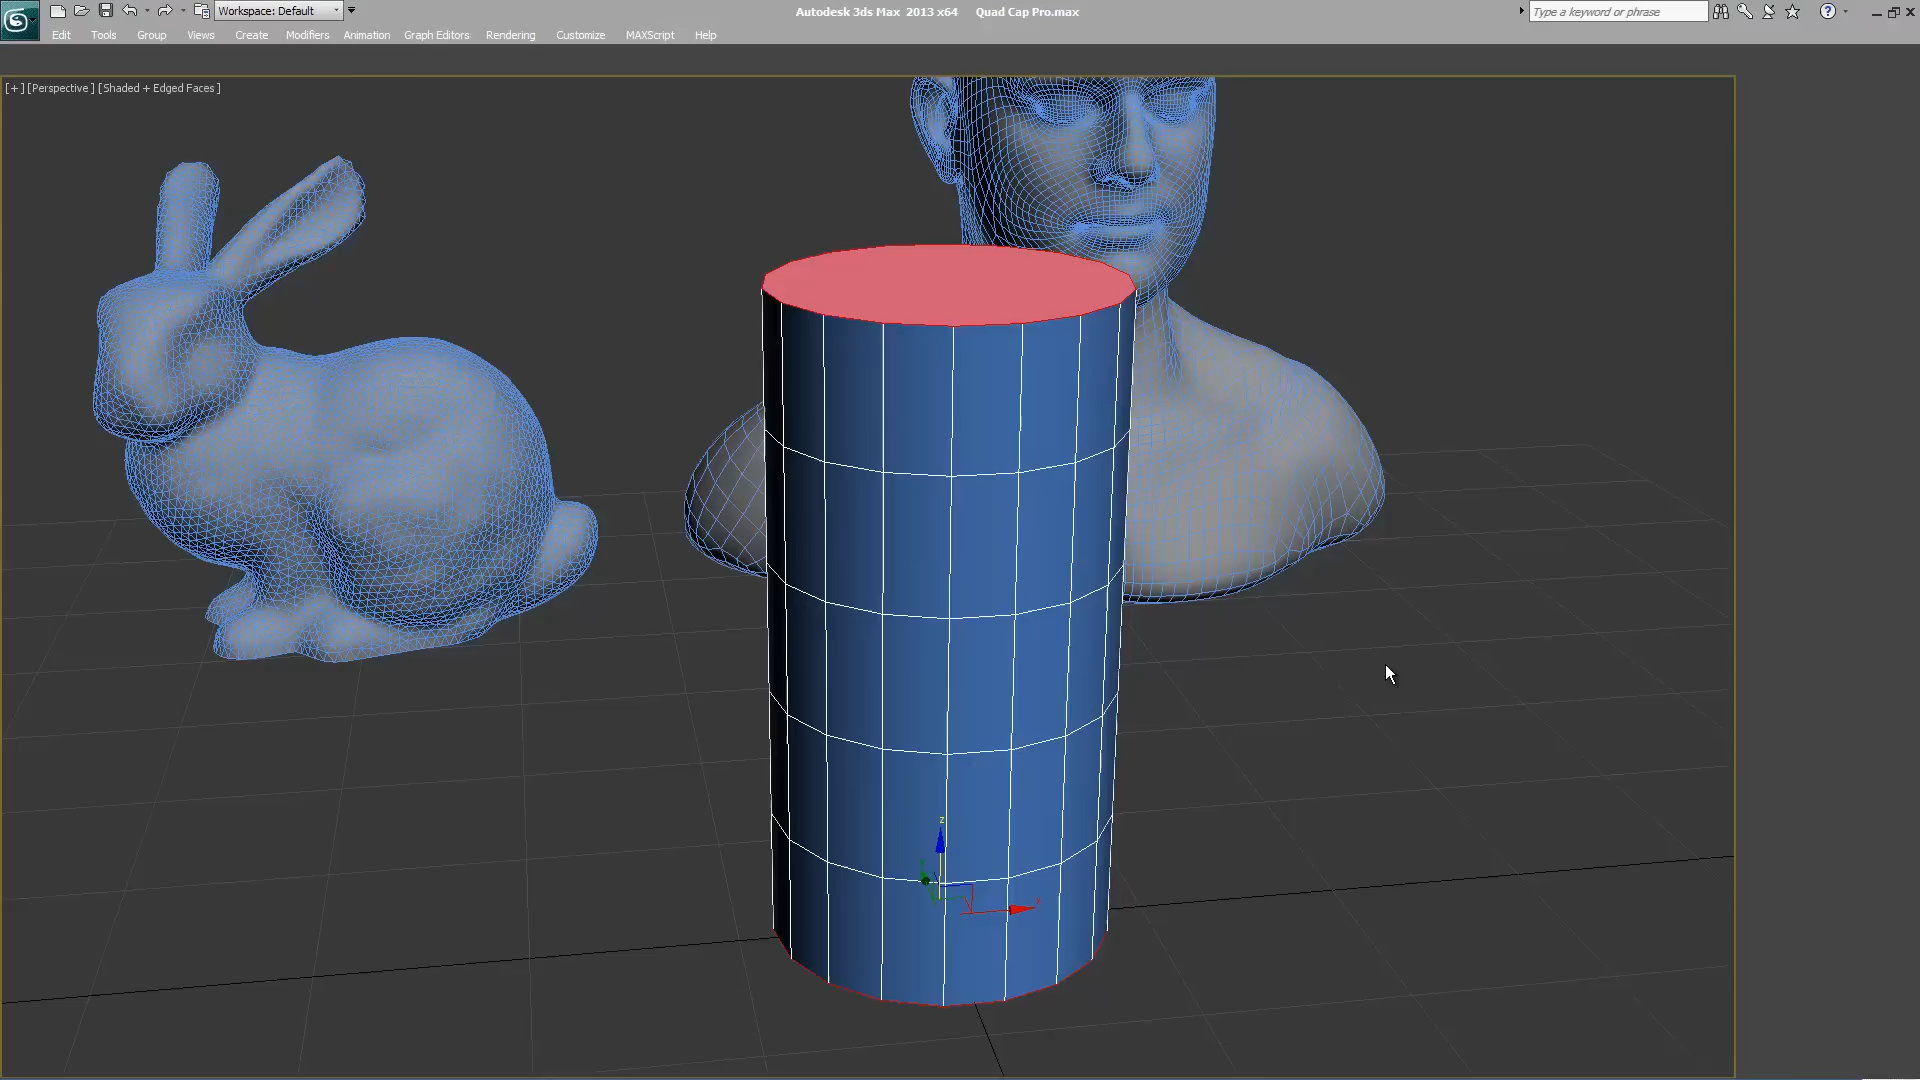 Workspace: Default
Autodesk 3ds Max 2013 x64 Quad Cap Pro.max
Type a keyword or phrase
Edit Tools Group Views Create Modifiers Animation Graph Editors Rendering Customize MAXScript Help
[+] [Perspective] [Shaded + Edged Faces]
z